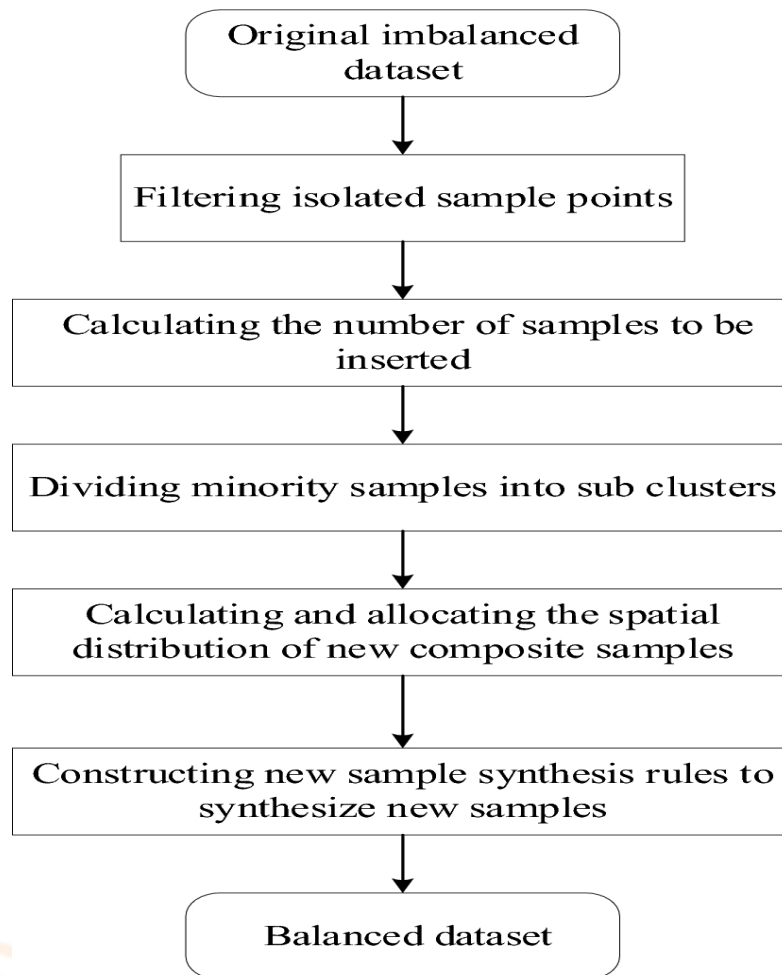 Original imbalanced
dataset
Filtering isolated sample points
Calculating the number of samples to be
inserted
Dividing minority samples into sub clusters
Calculating and allocating the spatial
distribution of new composite samples
Constructing new sample synthesis rules to
synthesize new samples
Balanced dataset